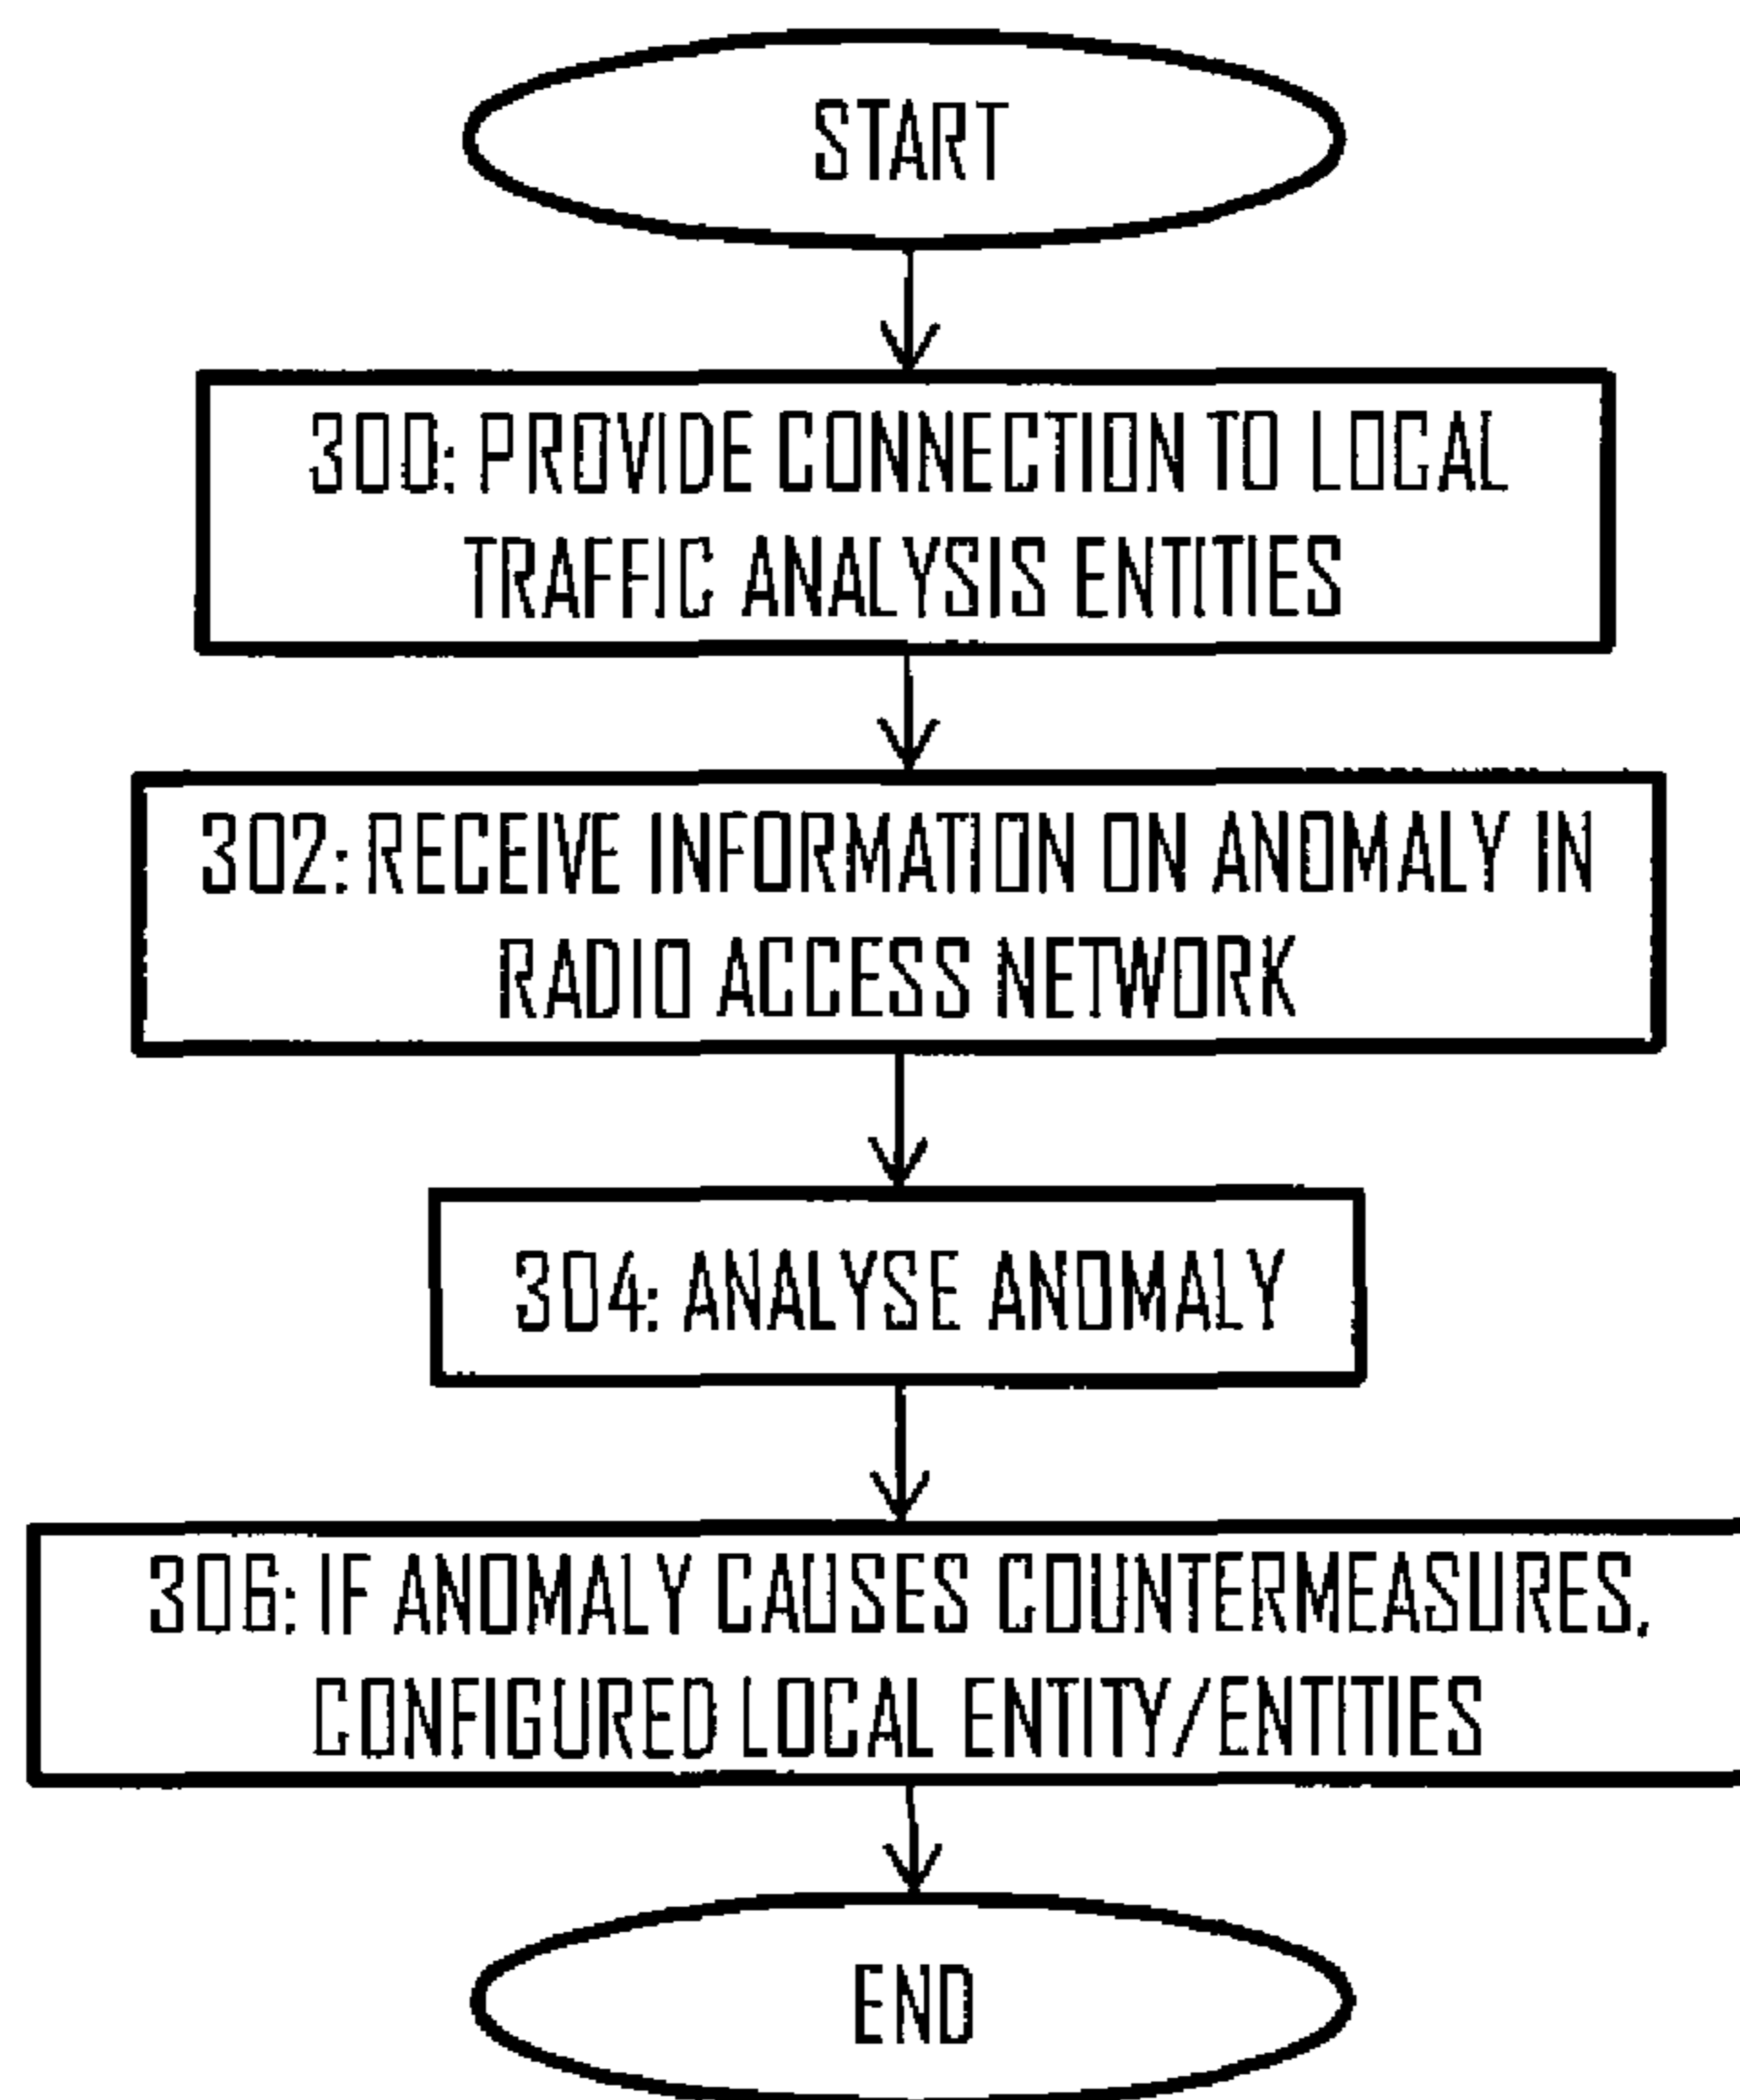 START
300: PROVIDE CONNECTION TO LOCAL
TRAFFIC ANALYSIS ENTITIES
302: RECEIVE INFORMATION ON ANOMALY IN
RADIO ACCESS NETWORK
304: ANALYSE ANOMALY
306: IF ANOMALY CAUSES COUNTERMEASURES,
CONFIGURED LOCAL ENTITY/ENTITIES
END